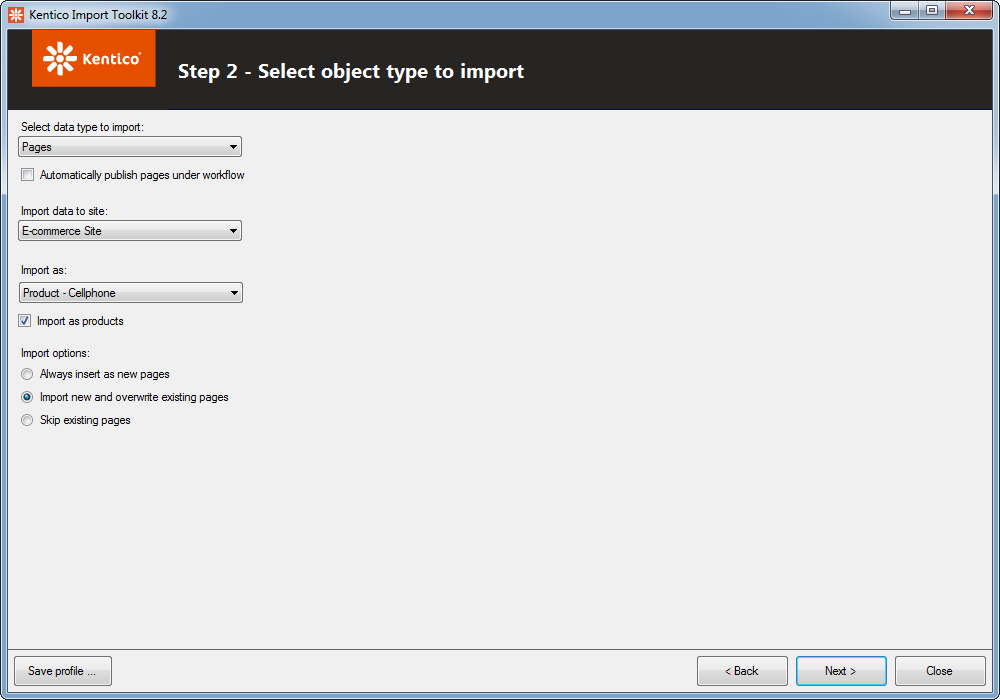 Kentico Import Toolkit 8.2
Kentico
Step 2 - Select object type to import
Select data type to import:
Pages
Automatically publish pages under workflow
Import data to site:
E-commerce Site
Import as:
Product - Cellphone
Import as products
Import options:
Always insert as new pages
Import new and overwrite existing pages
Skip existing pages
Save profile ...
< Back
Next >
Close